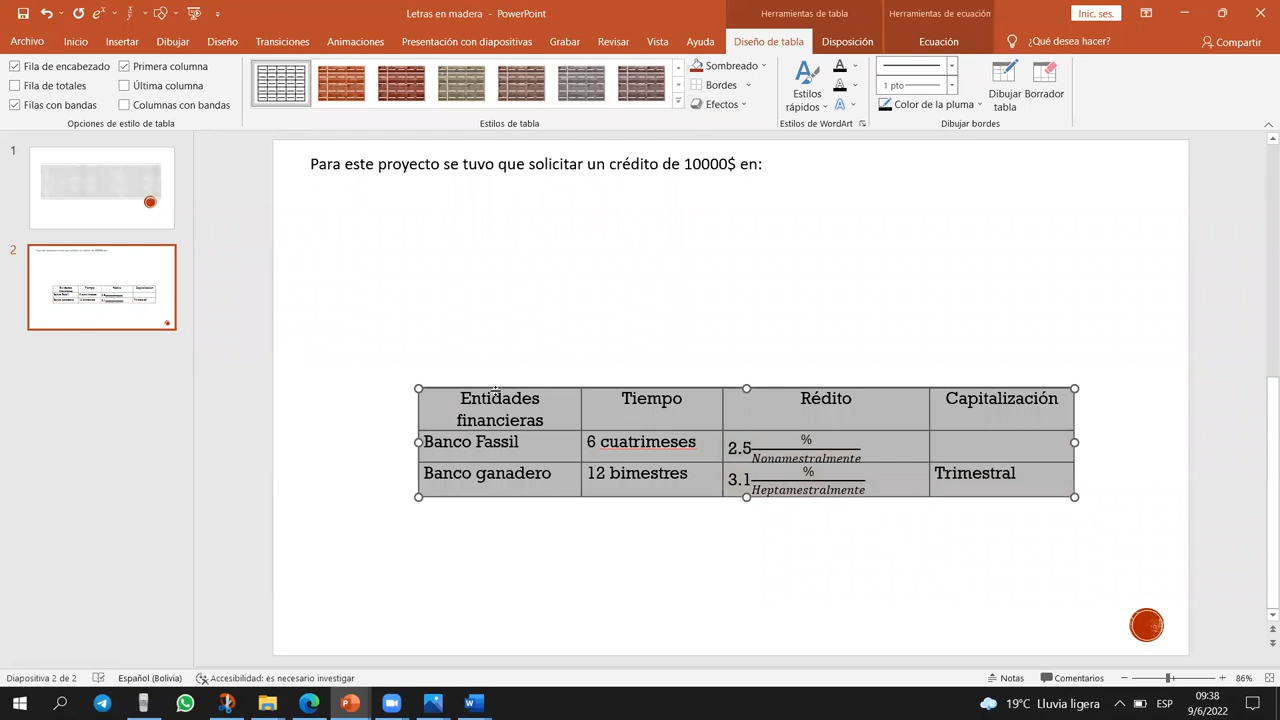 Letras en madera - PowerPoint
Herramientas de tabla
Herramientas de ecuación
Inic. ses.
Archivo Inicio Insertar Dibujar Diseño Transiciones Animaciones Presentación con diapositivas Grabar Revisar Vista Ayuda Diseño de tabla Disposición Ecuación ¿Qué desea hacer? Compartir
Fila de encabezado Primera columna
Fila de totales Última columna
Filas con bandas Columnas con bandas
Opciones de estilo de tabla
Estilos de tabla
Sombreado
Bordes
Efectos
Estilos rápidos
Estilos de WordArt
1 pto
Color de la pluma
Dibujar tabla
Borrador
Dibujar bordes
1
2
Para este proyecto se tuvo que solicitar un crédito de 10000$ en:
Entidades financieras Tiempo Rédito Capitalización
Banco Fassil 6 cuatrimeses 2.5 % / Nonamestralmente
Banco ganadero 12 bimestres 3.1 % / Heptamestralmente Trimestral
Diapositiva 2 de 2 Español (Bolivia) Accesibilidad: es necesario investigar Notas Comentarios 86%
19°C Lluvia ligera ESP 09:38
9/6/2022